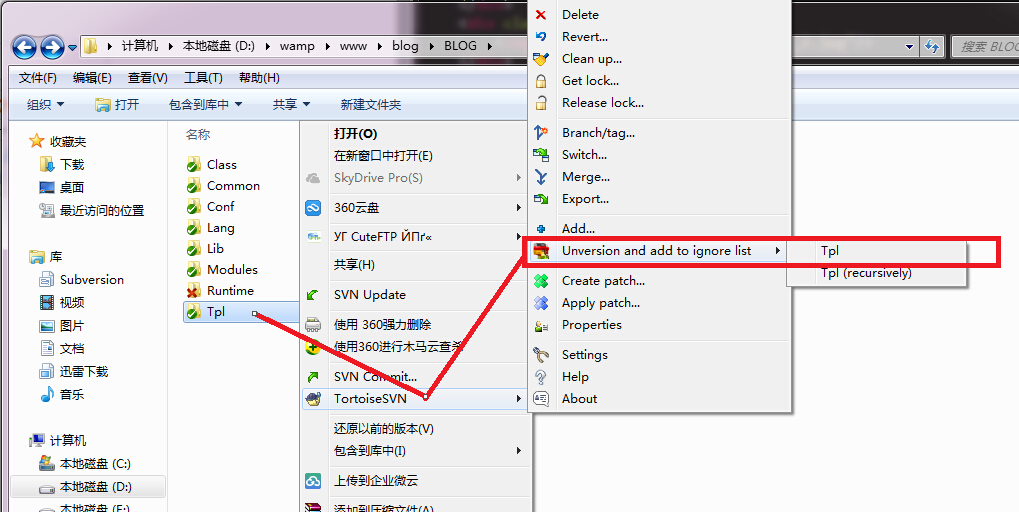 计算机 本地磁盘 (D:) wamp www blog BLOG
搜索 BLO
文件(F) 编辑(E) 查看(V) 工具(T) 帮助(H)
组织 打开 包含到库中 共享 新建文件夹
收藏夹
下载
桌面
最近访问的位置
库
Subversion
视频
图片
文档
迅雷下载
音乐
计算机
本地磁盘 (C:)
本地磁盘 (D:)
本地磁盘 (E:)
名称
Class
Common
Conf
Lang
Lib
Modules
Runtime
Tpl
打开(O)
在新窗口中打开(E)
SkyDrive Pro(S)
360云盘
УГ CuteFTP ЙПґ«
共享(H)
SVN Update
使用 360强力删除
使用360进行木马云查杀
SVN Commit...
TortoiseSVN
还原以前的版本(V)
包含到库中(I)
上传到企业微云
添加到压缩文件(A)
Delete
Revert...
Clean up...
Get lock...
Release lock...
Branch/tag...
Switch...
Merge...
Export...
Add...
Unversion and add to ignore list
Create patch...
Apply patch...
Properties
Settings
Help
About
Tpl
Tpl (recursively)